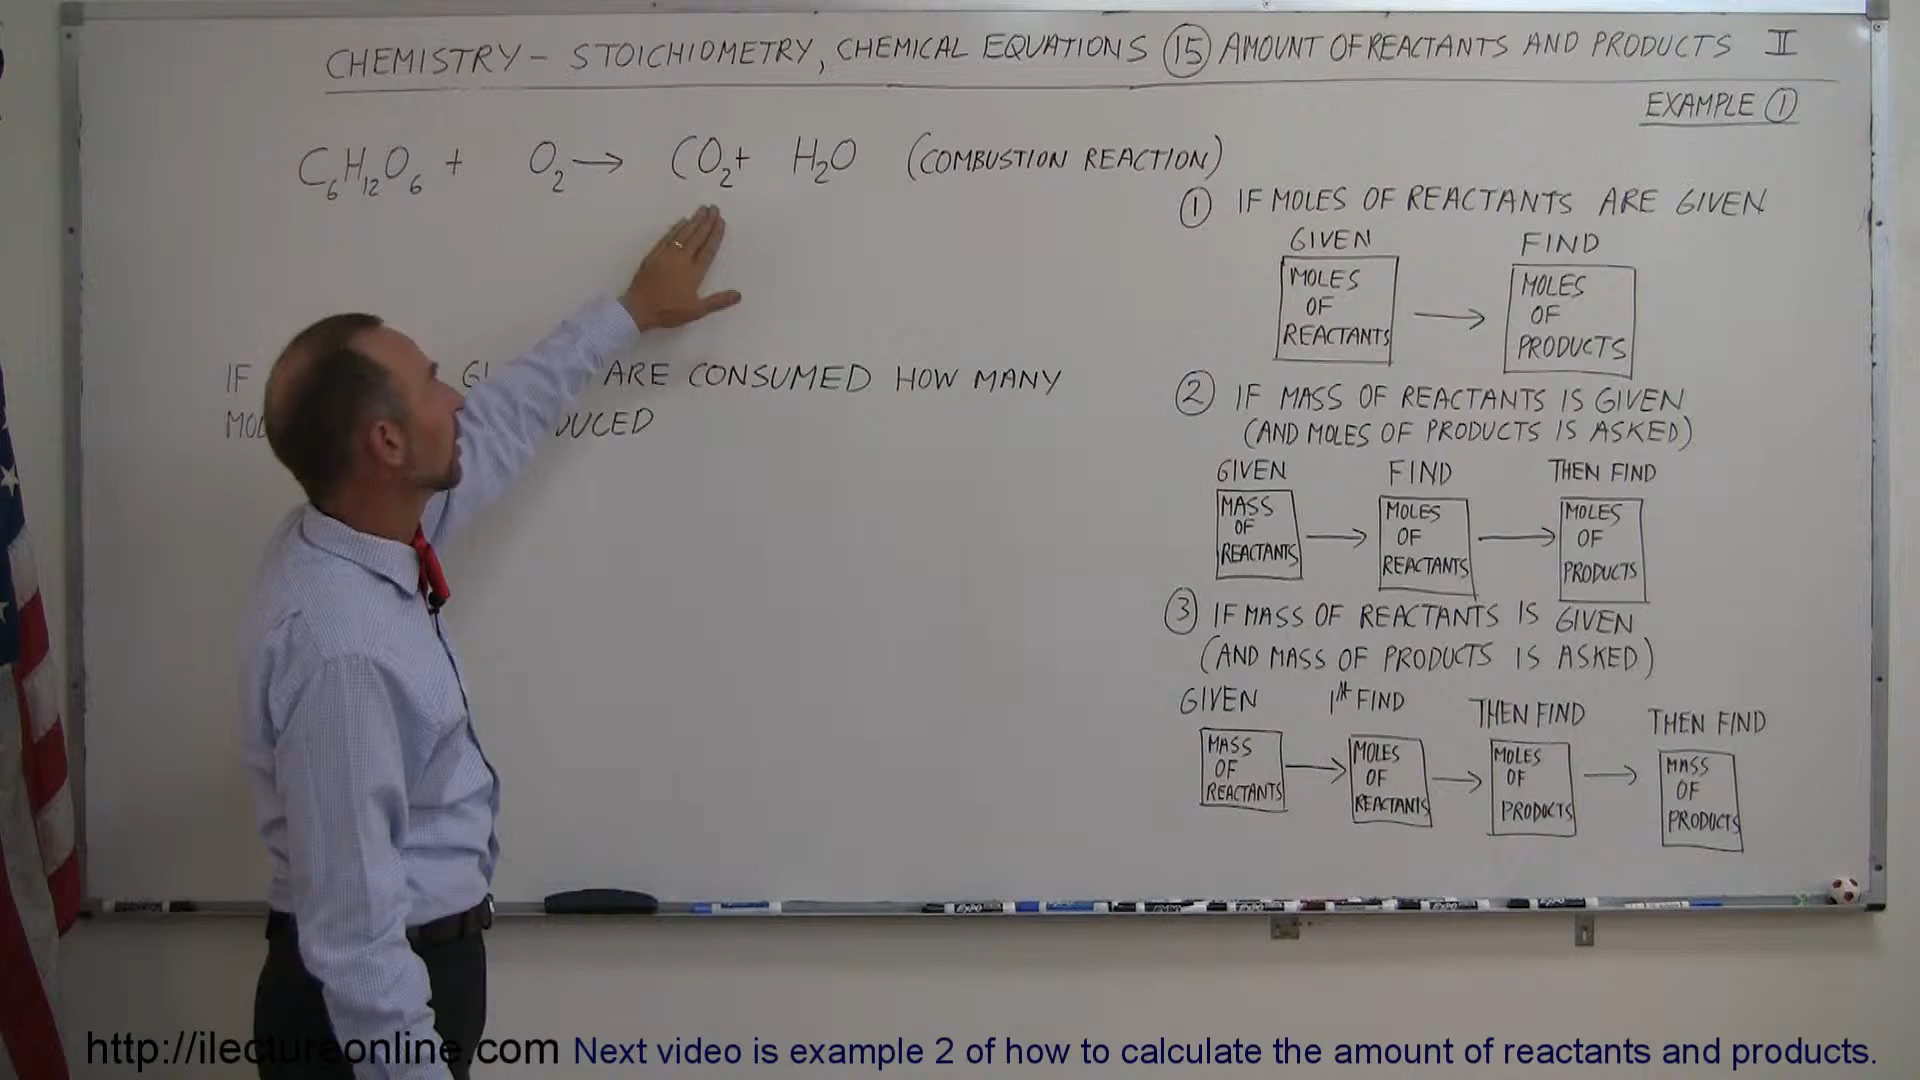 CHEMISTRY - STOICHIOMETRY, CHEMICAL EQUATIONS 15 AMOUNT OF REACTANTS AND PRODUCTS II
EXAMPLE 1
C6H12O6 + O2 → CO2 + H2O (COMBUSTION REACTION)
IF ARE CONSUMED HOW MANY
1 IF MOLES OF REACTANTS ARE GIVEN
GIVEN FIND
MOLES OF REACTANTS → MOLES OF PRODUCTS
2 IF MASS OF REACTANTS IS GIVEN
(AND MOLES OF PRODUCTS IS ASKED)
GIVEN FIND THEN FIND
MASS OF REACTANTS → MOLES OF REACTANTS → MOLES OF PRODUCTS
3 IF MASS OF REACTANTS IS GIVEN
(AND MASS OF PRODUCTS IS ASKED)
GIVEN 1st FIND THEN FIND THEN FIND
MASS OF REACTANTS → MOLES OF REACTANTS → MOLES OF PRODUCTS → MASS OF PRODUCTS
http://ilectureonline.com Next video is example 2 of how to calculate the amount of reactants and products.